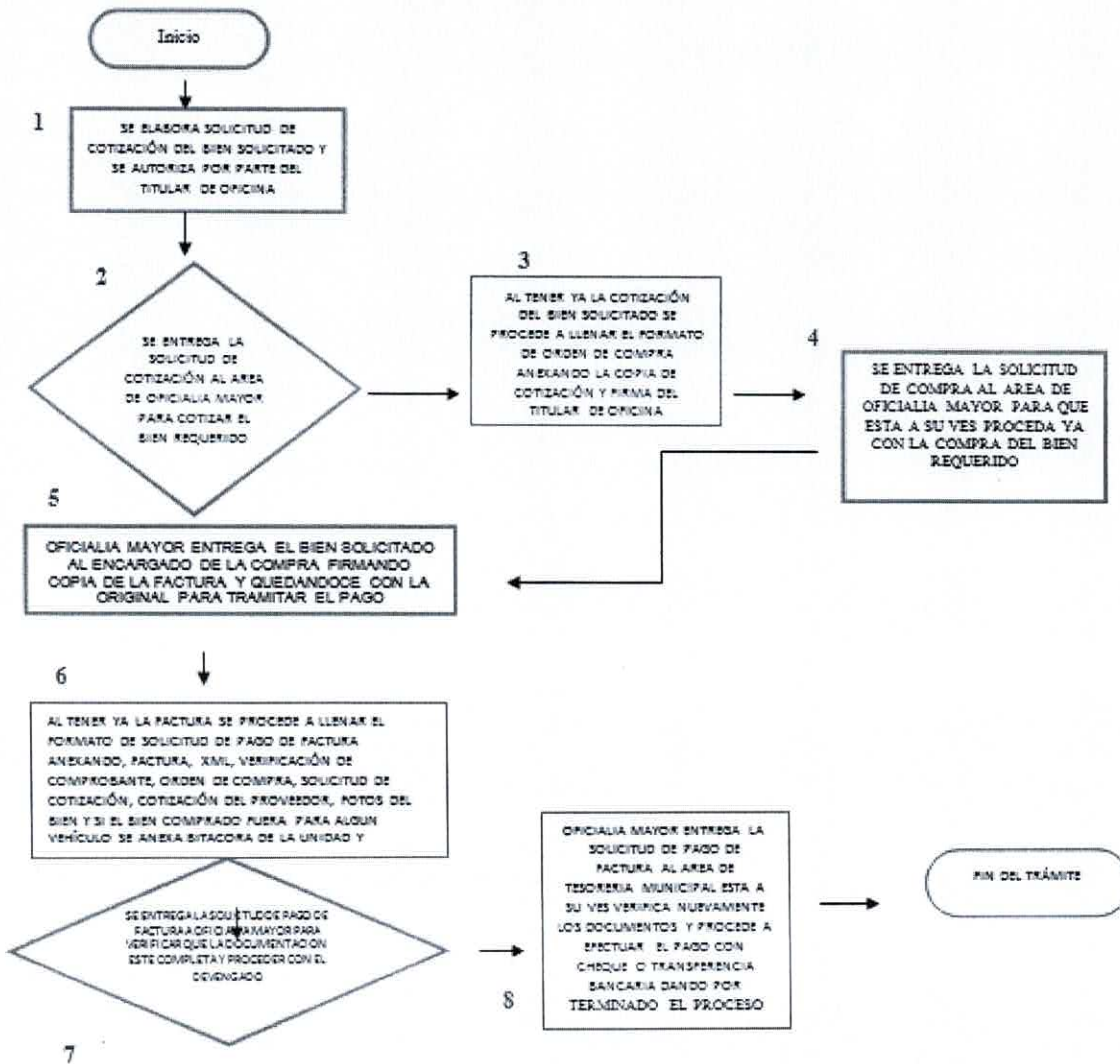 Inicio
1
SE ELABORA SOLICITUD DE
COTIZACIÓN DEL BIEN SOLICITADO Y
SE AUTORIZA POR PARTE DEL
TITULAR DE OFICINA
2
SE ENTREGA LA
SOLICITUD DE
COTIZACIÓN AL AREA
DE OFICIALIA MAYOR
PARA COTIZAR EL
BIEN REQUERIDO
3
AL TENER YA LA COTIZACIÓN
DEL BIEN SOLICITADO SE
PROCEDE A LLENAR EL FORMATO
DE ORDEN DE COMPRA
ANEXANDO LA COPIA DE
COTIZACIÓN Y FIRMA DEL
TITULAR DE OFICINA
4
SE ENTREGA LA SOLICITUD
DE COMPRA AL AREA DE
OFICIALIA MAYOR PARA QUE
ESTA A SU VES PROCEDA YA
CON LA COMPRA DEL BIEN
REQUERIDO
5
OFICIALIA MAYOR ENTREGA EL BIEN SOLICITADO
AL ENCARGADO DE LA COMPRA FIRMANDO
COPIA DE LA FACTURA Y QUEDANDOCE CON LA
ORIGINAL PARA TRAMITAR EL PAGO
6
AL TENER YA LA FACTURA SE PROCEDE A LLENAR EL
FORMATO DE SOLICITUD DE PAGO DE FACTURA
ANEXANDO, FACTURA, XML, VERIFICACIÓN DE
COMPROBANTE, ORDEN DE COMPRA, SOLICITUD DE
COTIZACIÓN, COTIZACIÓN DEL PROVEEDOR, FOTOS DEL
BIEN Y SI EL BIEN COMPRADO FUERA PARA ALGUN
VEHÍCULO SE ANEXA BITACORA DE LA UNIDAD Y
SE ENTREGA LA SOLICITUD DE PAGO DE
FACTURA A OFICIALIA MAYOR PARA
VERIFICAR QUE LA DOCUMENTACION
ESTE COMPLETA Y PROCEDER CON EL
DEVENGADO
7
8
OFICIALIA MAYOR ENTREGA LA
SOLICITUD DE PAGO DE
FACTURA AL AREA DE
TESORERIA MUNICIPAL ESTA A
SU VES VERIFICA NUEVAMENTE
LOS DOCUMENTOS Y PROCEDE A
EFECTUAR EL PAGO CON
CHEQUE O TRANSFERENCIA
BANCARIA DANDO POR
TERMINADO EL PROCESO
FIN DEL TRÁMITE